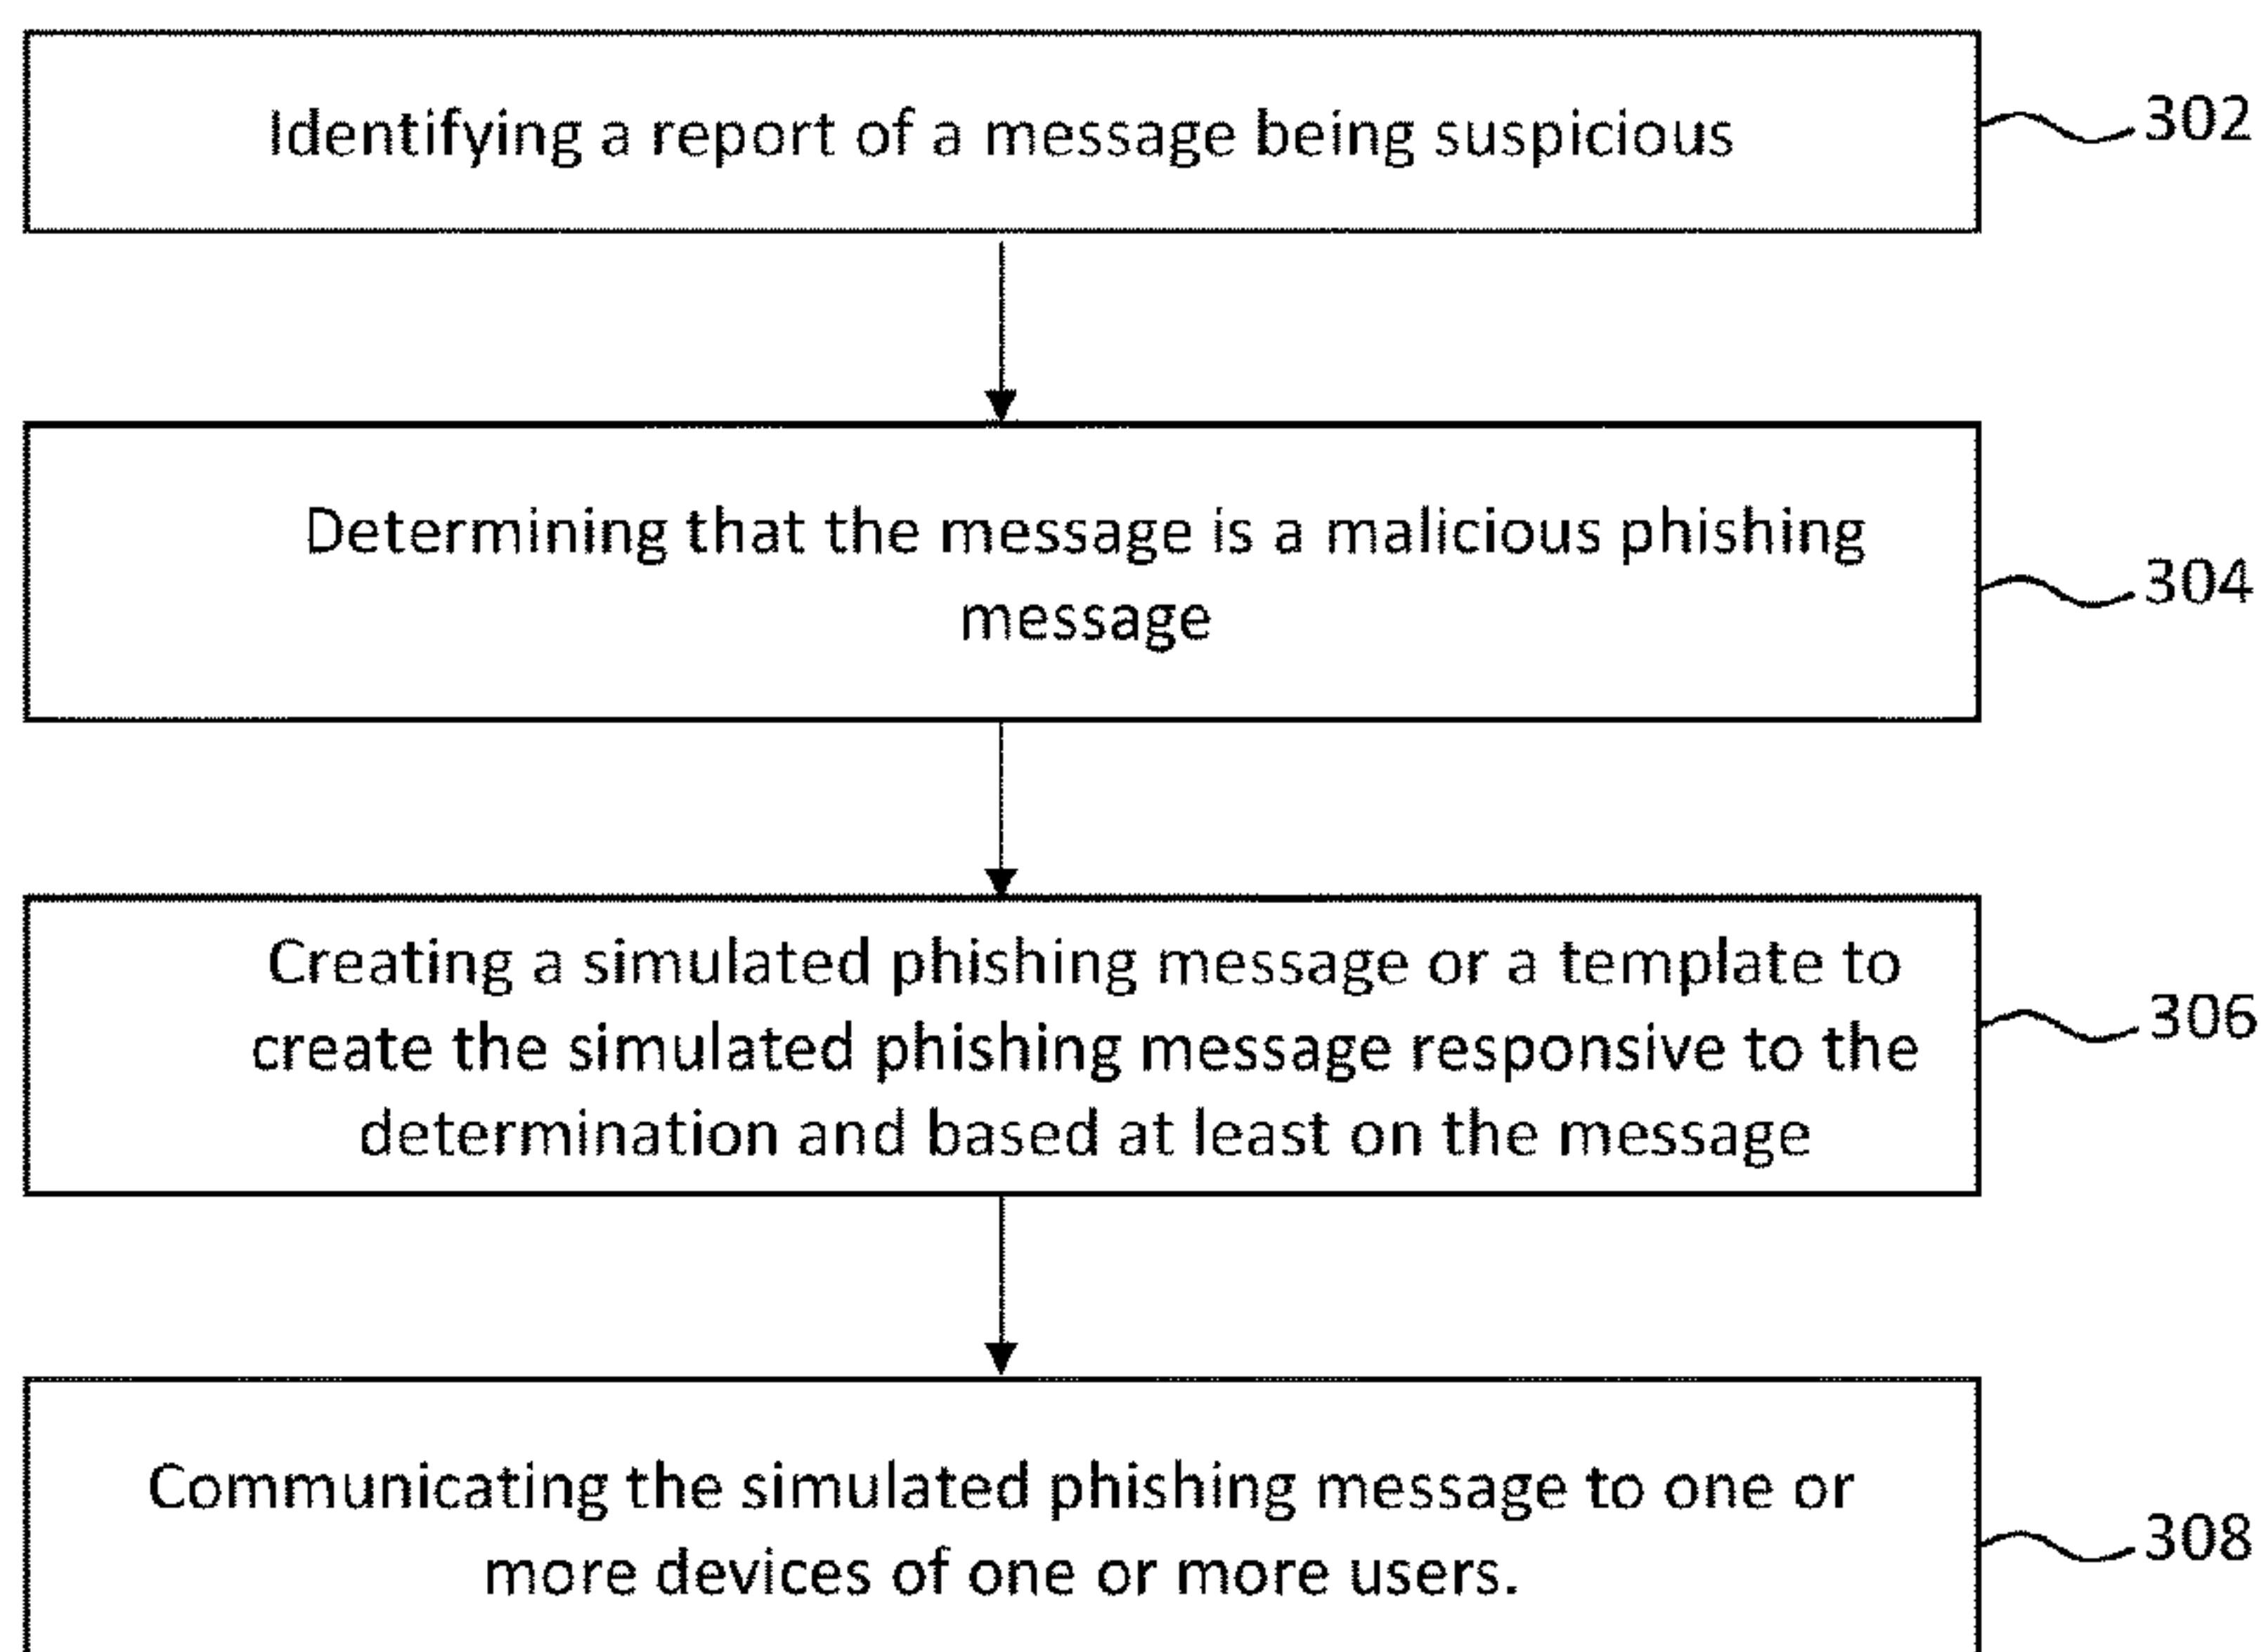 Identifying a report of a message being suspicious
302
Determining that the message is a malicious phishing
message
304
Creating a simulated phishing message or a template to
create the simulated phishing message responsive to the
determination and based at least on the message
306
Communicating the simulated phishing message to one or
more devices of one or more users.
308